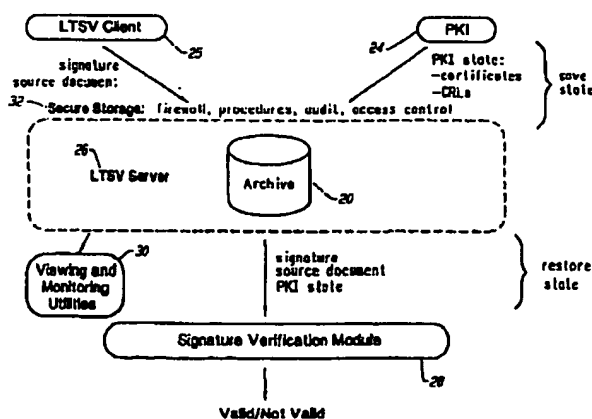 LTSV Client
PKI
25
24
signature
source document:
PKI state:
-certificates
-CRLs
save
state
32
Secure Storage: firewall, procedures, audit, access control
26
LTSV Server
Archive
20
30
Viewing and
Monitoring
Utilities
signature
source document
PKI state
restore
state
Signature Verification Module
28
Valid/Not Valid